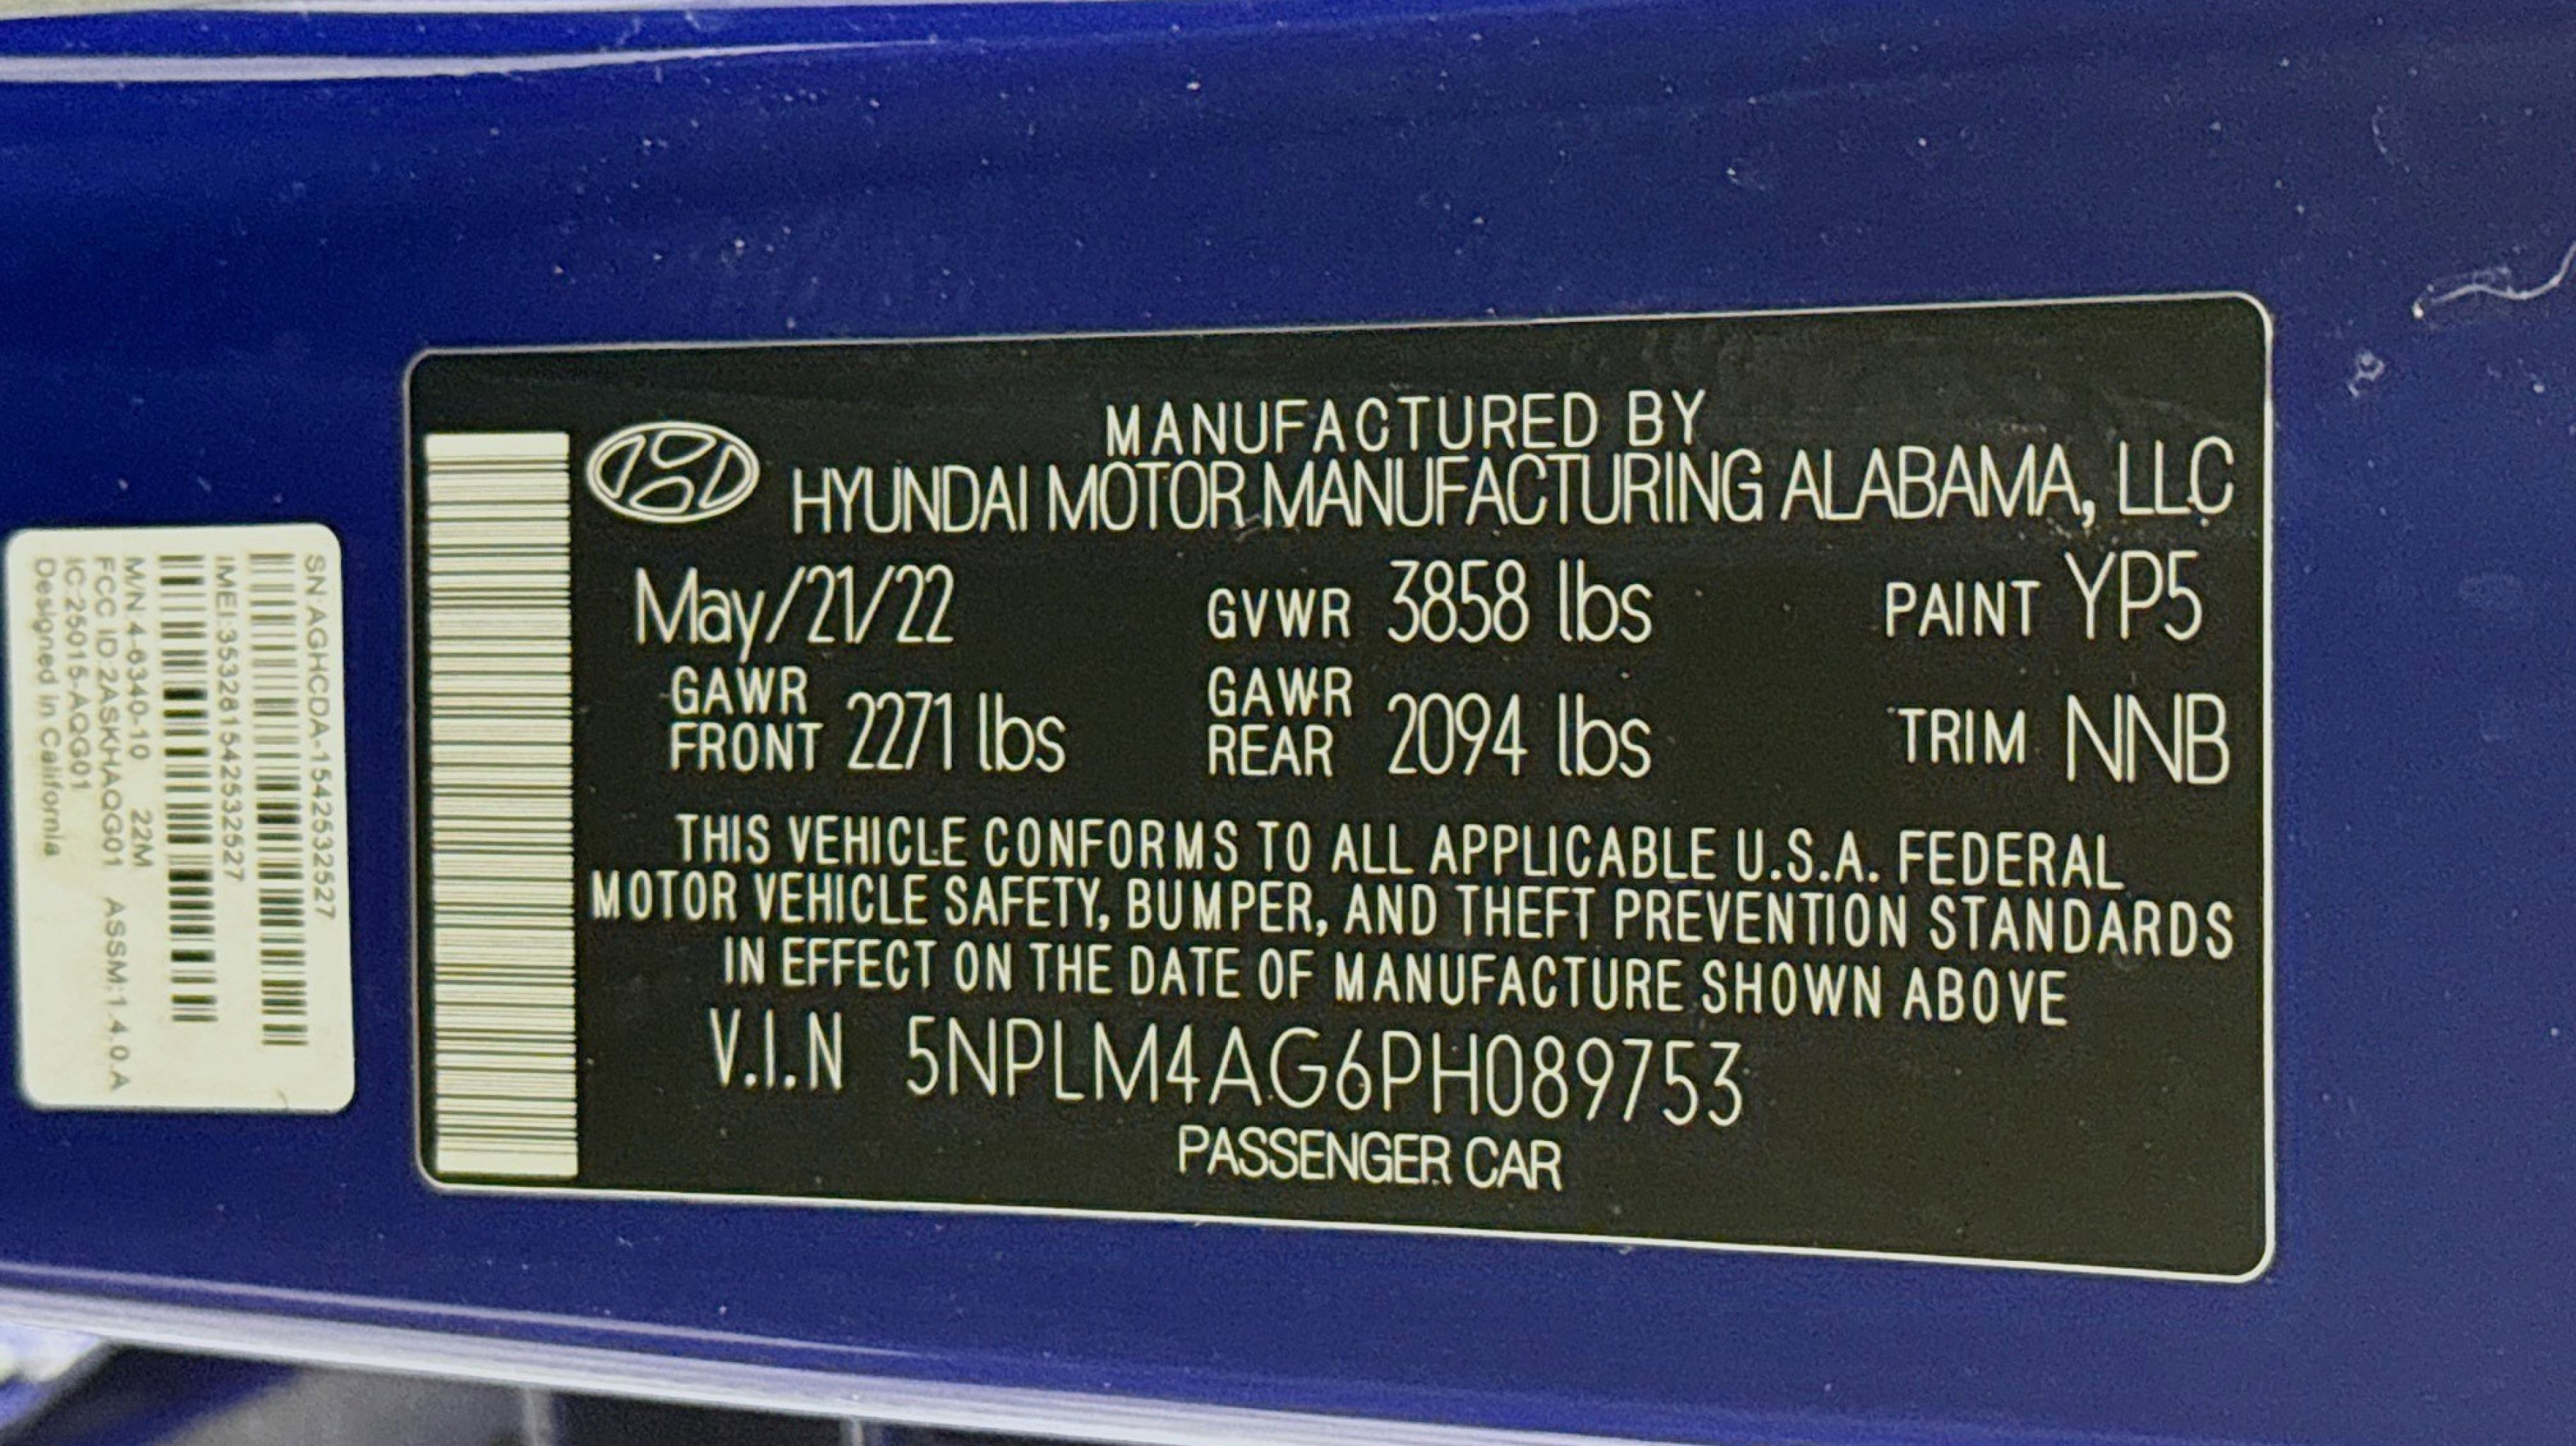 SN AGHCDA-1542532527
IMEI:353281542532527
M/N 4-6340-10 22M
FCC ID:2ASKHAQG01 ASSM:1.4.0.A
IC:25015-AQG01
Designed in California
MANUFACTURED BY
HYUNDAI MOTOR MANUFACTURING ALABAMA, LLC
May/21/22 GVWR 3858 lbs PAINT YP5
GAWR FRONT 2271 lbs GAWR REAR 2094 lbs TRIM NNB
THIS VEHICLE CONFORMS TO ALL APPLICABLE U.S.A. FEDERAL
MOTOR VEHICLE SAFETY, BUMPER, AND THEFT PREVENTION STANDARDS
IN EFFECT ON THE DATE OF MANUFACTURE SHOWN ABOVE
V.I.N 5NPLM4AG6PH089753
PASSENGER CAR